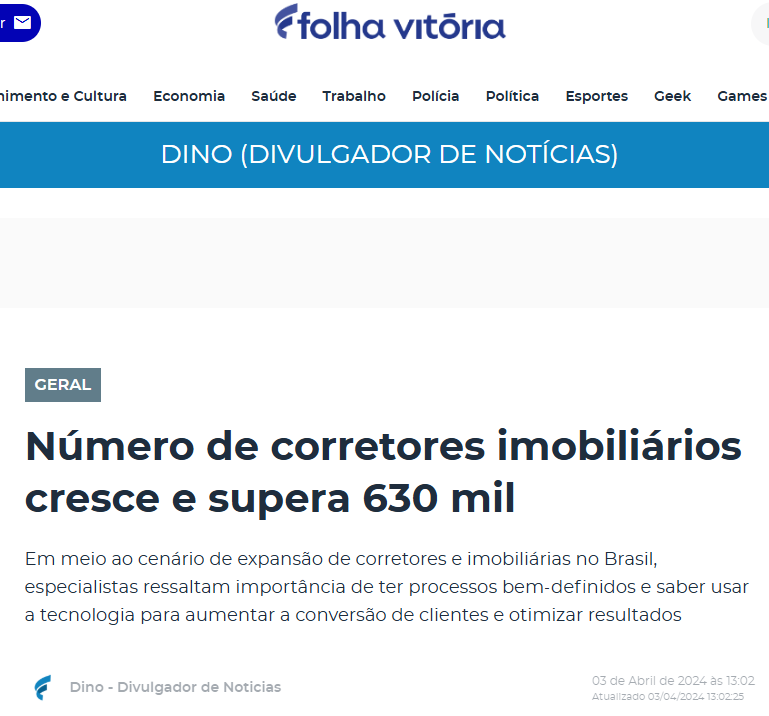 r
folha vitória
himento e Cultura Economia Saúde Trabalho Polícia Política Esportes Geek Games
DINO (DIVULGADOR DE NOTÍCIAS)
GERAL
Número de corretores imobiliários
cresce e supera 630 mil
Em meio ao cenário de expansão de corretores e imobiliárias no Brasil,
especialistas ressaltam importância de ter processos bem-definidos e saber usar
a tecnologia para aumentar a conversão de clientes e otimizar resultados
Dino - Divulgador de Noticias
03 de Abril de 2024 às 13:02
Atualizado 03/04/2024 13:02:25